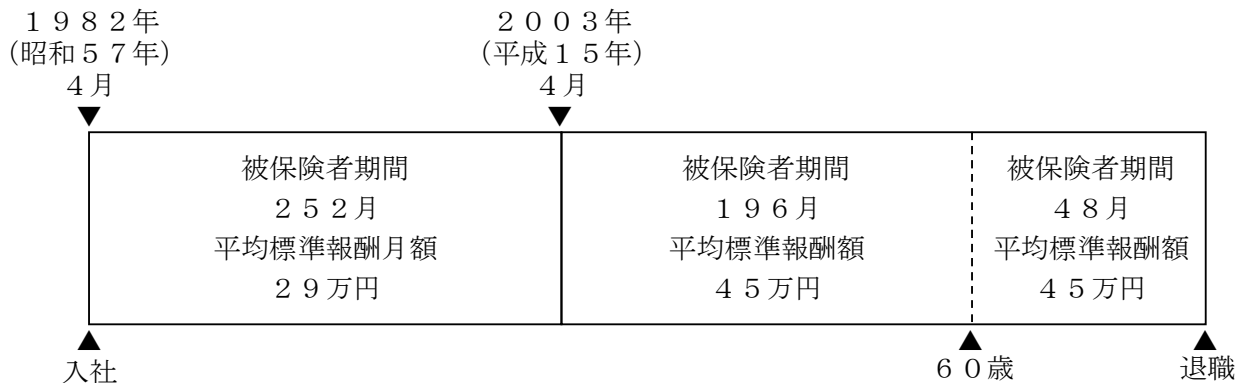 １９８２年
（昭和５７年）
４月
２００３年
（平成１５年）
４月
被保険者期間
２５２月
平均標準報酬月額
２９万円
被保険者期間
１９６月
平均標準報酬額
４５万円
被保険者期間
４８月
平均標準報酬額
４５万円
入社
６０歳
退職